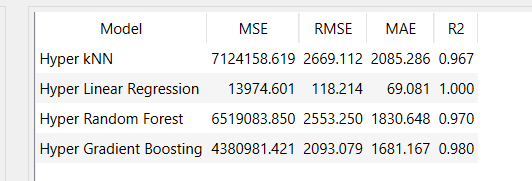 Model MSE RMSE MAE R2
Hyper kNN 7124158.619 2669.112 2085.286 0.967
Hyper Linear Regression 13974.601 118.214 69.081 1.000
Hyper Random Forest 6519083.850 2553.250 1830.648 0.970
Hyper Gradient Boosting 4380981.421 2093.079 1681.167 0.980